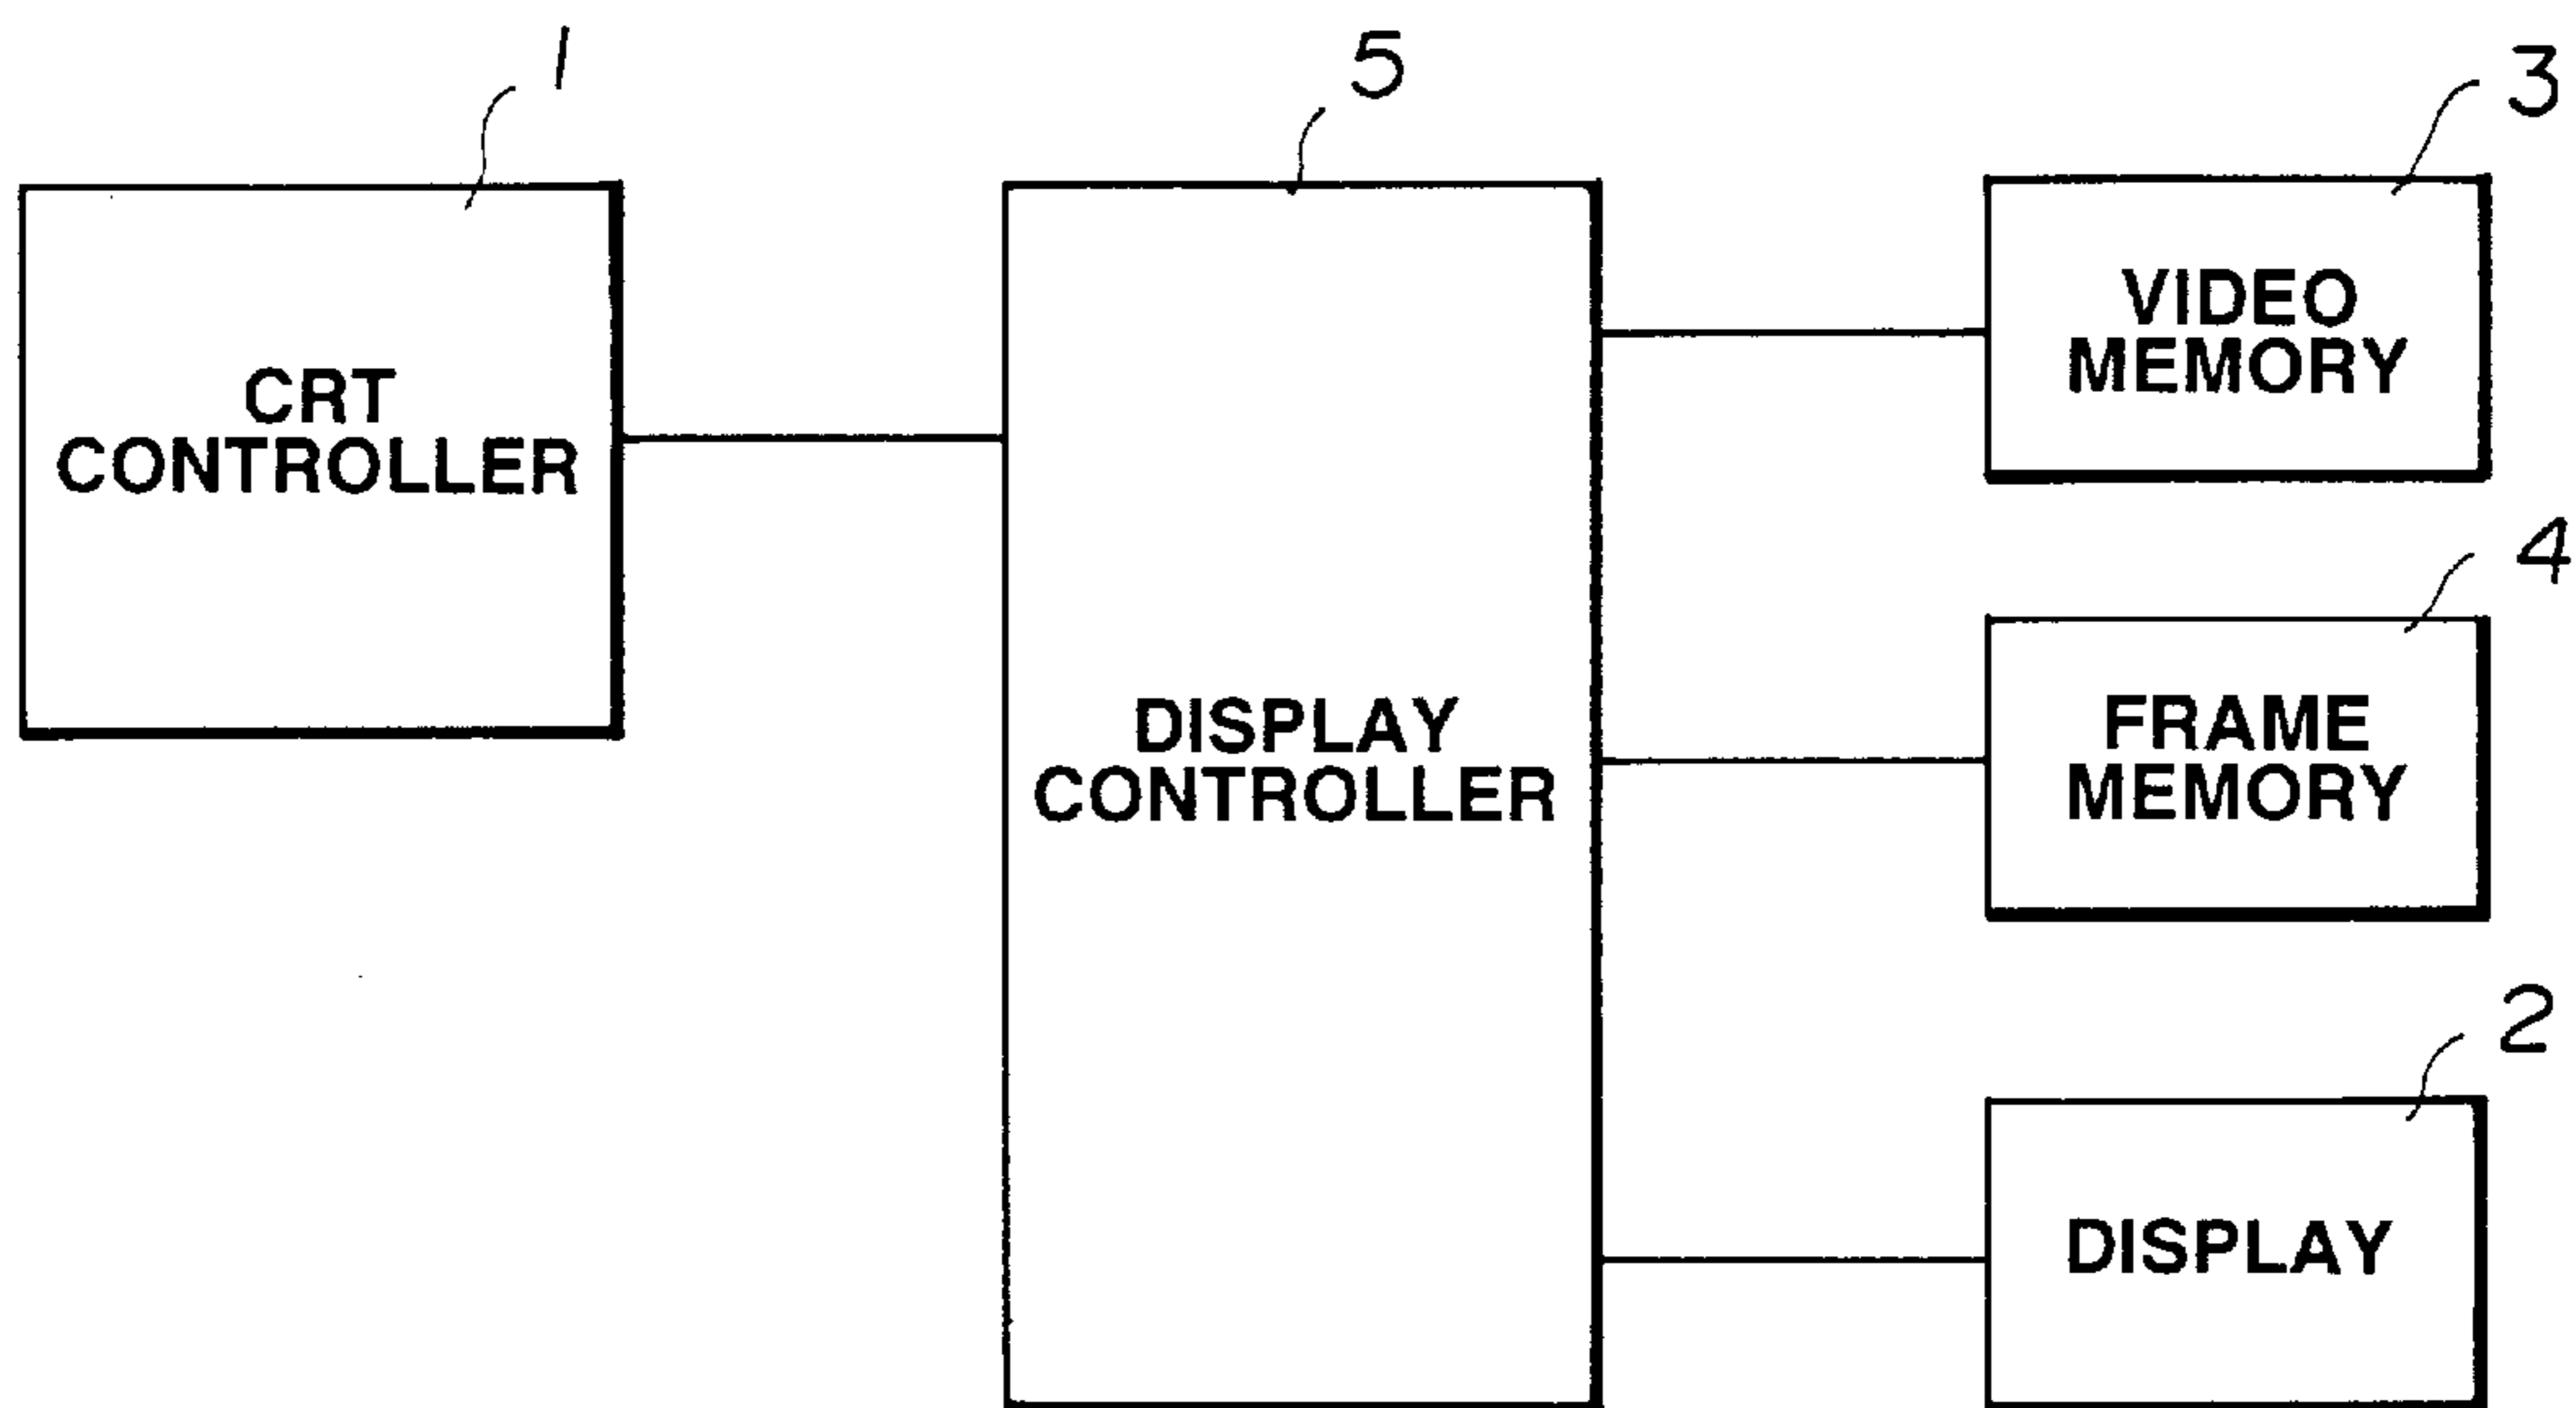 1
CRT
CONTROLLER
5
DISPLAY
CONTROLLER
3
VIDEO
MEMORY
4
FRAME
MEMORY
2
DISPLAY